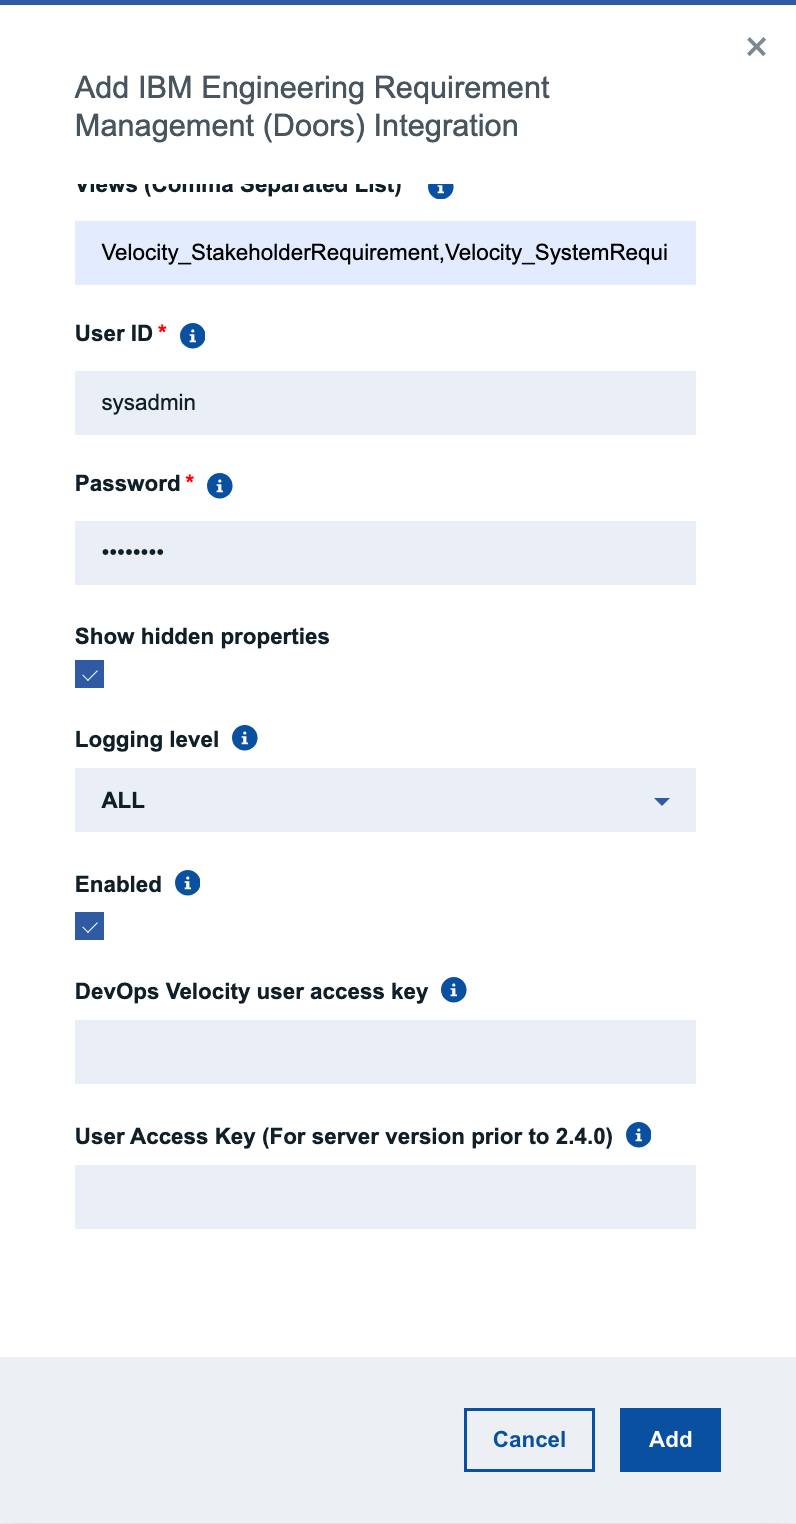 Add IBM Engineering Requirement
Management (Doors) Integration
Views (Comma Separated List)
Velocity_StakeholderRequirement,Velocity_SystemRequi
User ID *
sysadmin
Password *
••••••••
Show hidden properties
Logging level
ALL
Enabled
DevOps Velocity user access key
User Access Key (For server version prior to 2.4.0)
Cancel
Add